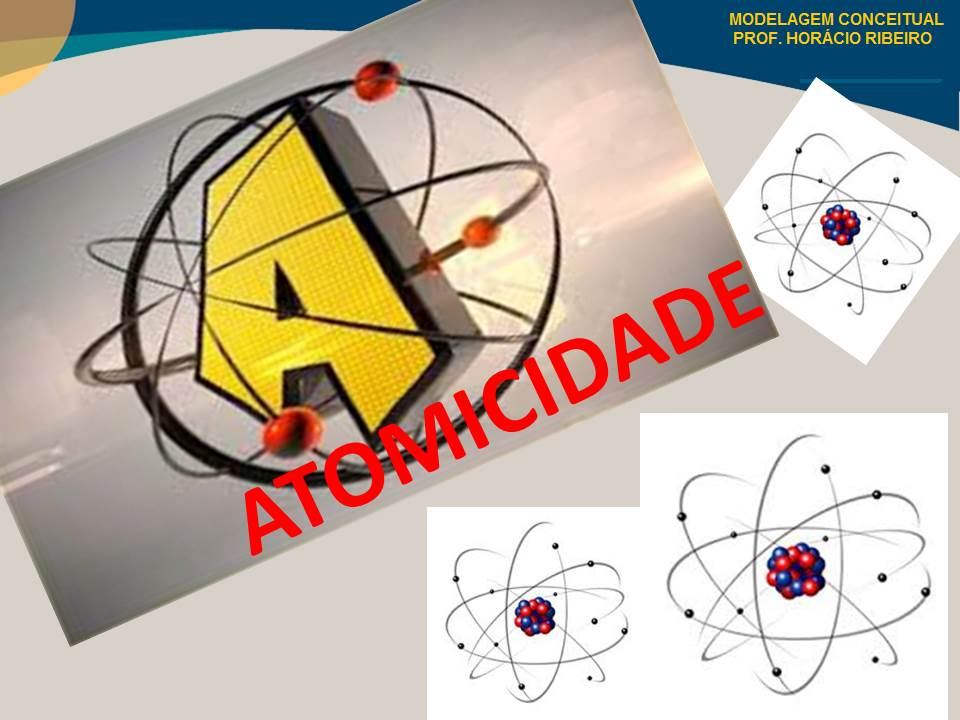 MODELAGEM CONCEITUAL
PROF. HORÁCIO RIBEIRO
A
ATOMICIDADE